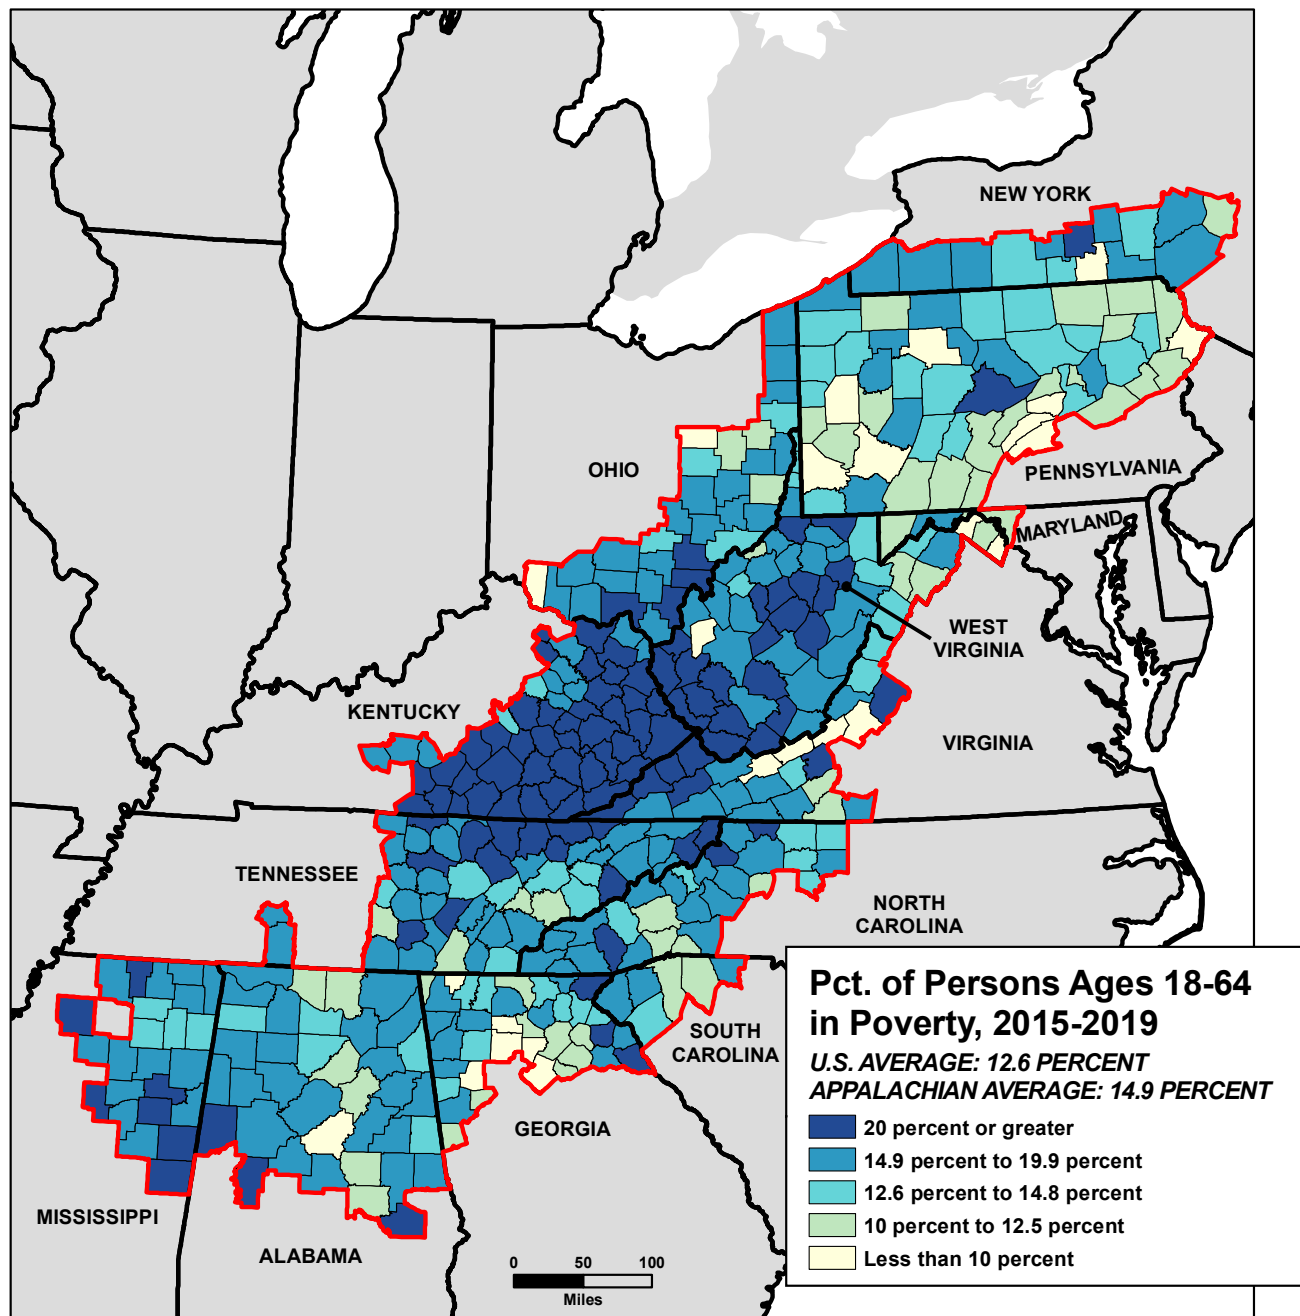 NEW YORK
OHIO
PENNSYLVANIA
MARYLAND
WEST
VIRGINIA
KENTUCKY
VIRGINIA
TENNESSEE
NORTH
CAROLINA
SOUTH
CAROLINA
GEORGIA
MISSISSIPPI
ALABAMA
Pct. of Persons Ages 18-64
in Poverty, 2015-2019
U.S. AVERAGE: 12.6 PERCENT
APPALACHIAN AVERAGE: 14.9 PERCENT
20 percent or greater
14.9 percent to 19.9 percent
12.6 percent to 14.8 percent
10 percent to 12.5 percent
Less than 10 percent
0 50 100
Miles